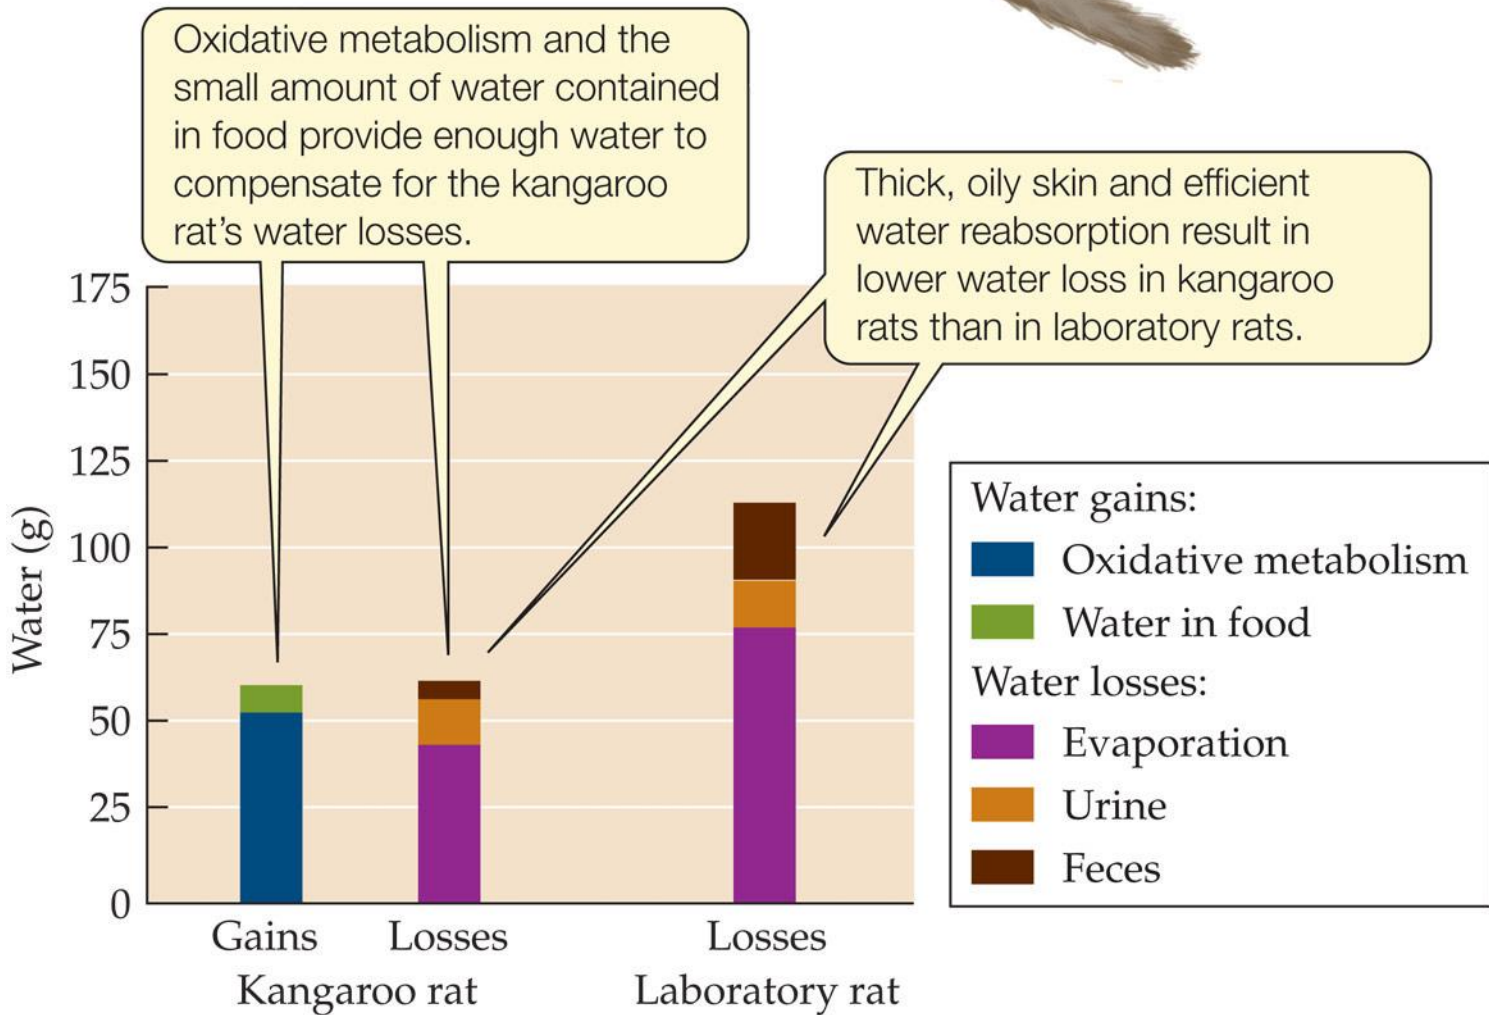 Oxidative metabolism and the
small amount of water contained
in food provide enough water to
compensate for the kangaroo
rat’s water losses.
Thick, oily skin and efficient
water reabsorption result in
lower water loss in kangaroo
rats than in laboratory rats.
Water (g)
175
150
125
100
75
50
25
0
Gains
Losses
Kangaroo rat
Losses
Laboratory rat
Water gains:
Oxidative metabolism
Water in food
Water losses:
Evaporation
Urine
Feces